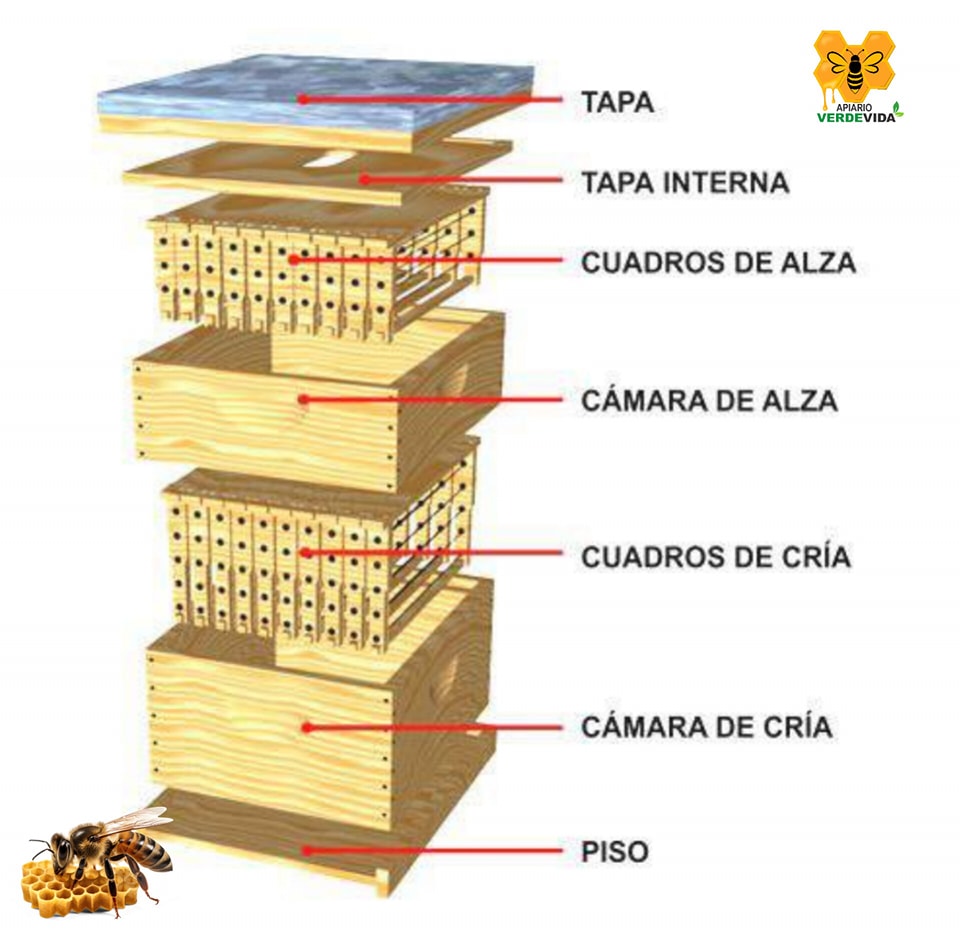 APIARIO
VERDEVIDA
TAPA
TAPA INTERNA
CUADROS DE ALZA
CÁMARA DE ALZA
CUADROS DE CRÍA
CÁMARA DE CRÍA
PISO